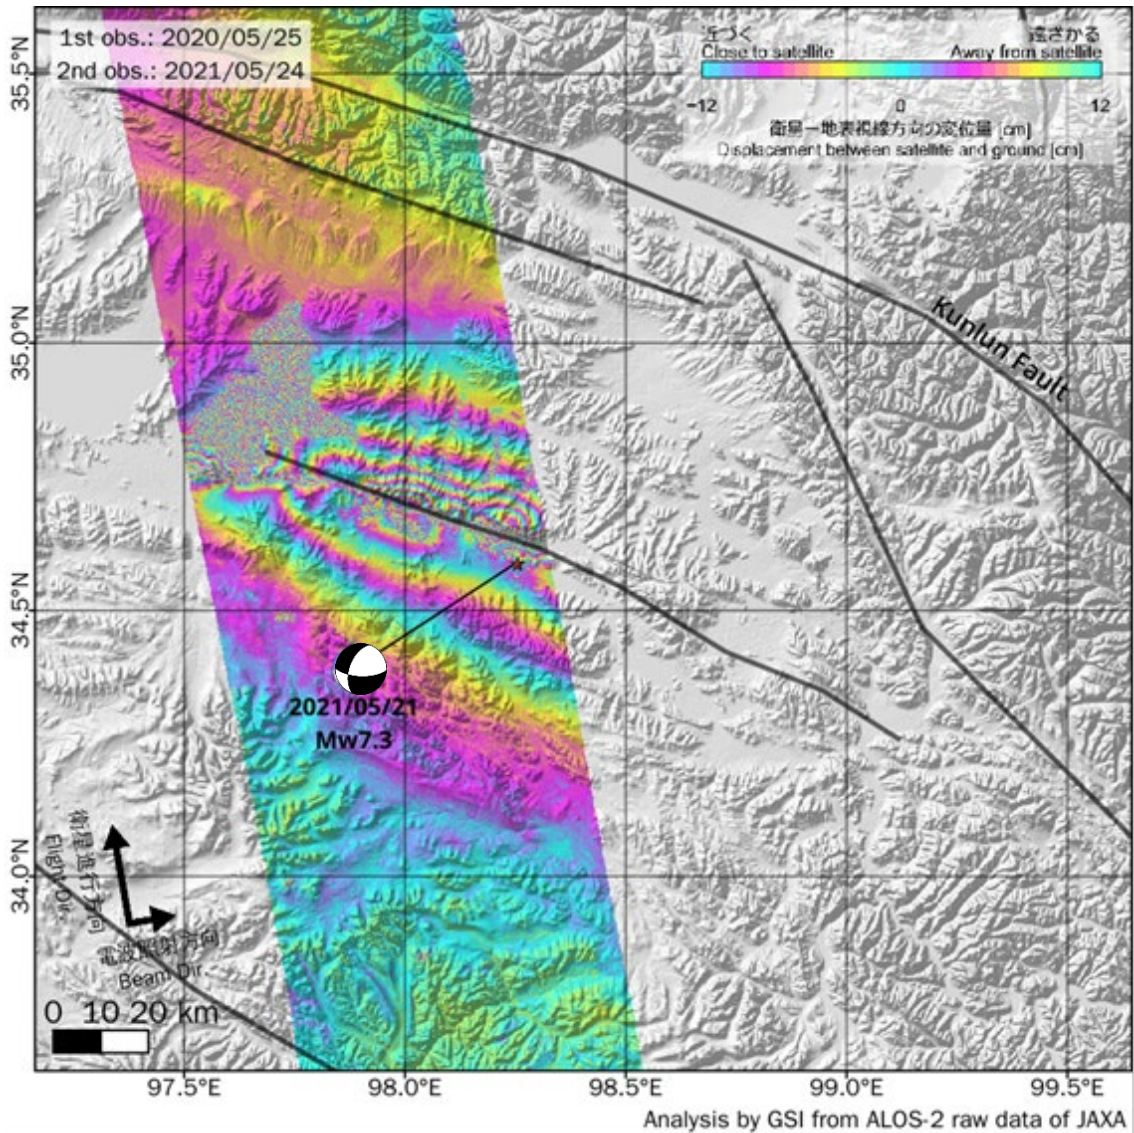 1st obs.: 2020/05/25
2nd obs.: 2021/05/24
近づく 遠ざかる
Close to satellite Away from satellite
−12 0 12
衛星－地表視線方向の変位量 [cm]
Displacement between satellite and ground [cm]
35.5°N
35.0°N
34.5°N
34.0°N
Kunlun Fault
2021/05/21
Mw7.3
衛星進行方向
Flight Dir
電波照射方向
Beam Dir
0 10 20 km
97.5°E 98.0°E 98.5°E 99.0°E 99.5°E
Analysis by GSI from ALOS-2 raw data of JAXA